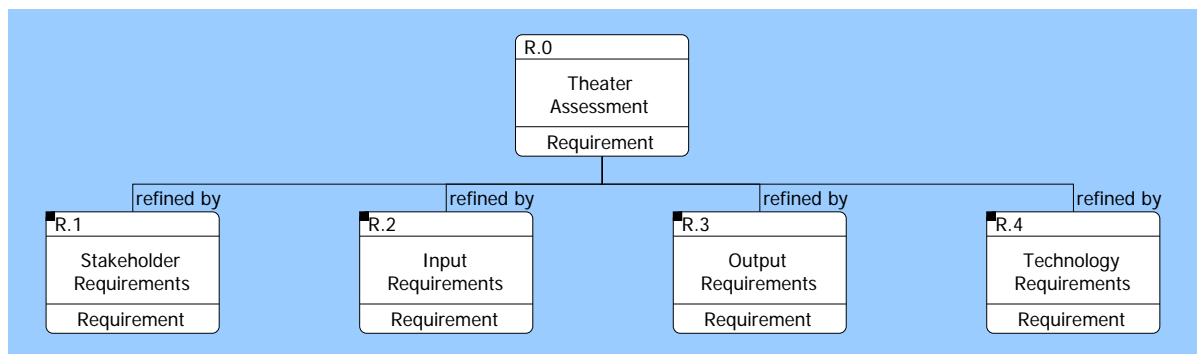 R.0
Theater
Assessment
Requirement
refined by
refined by
refined by
refined by
R.1
Stakeholder
Requirements
Requirement
R.2
Input
Requirements
Requirement
R.3
Output
Requirements
Requirement
R.4
Technology
Requirements
Requirement